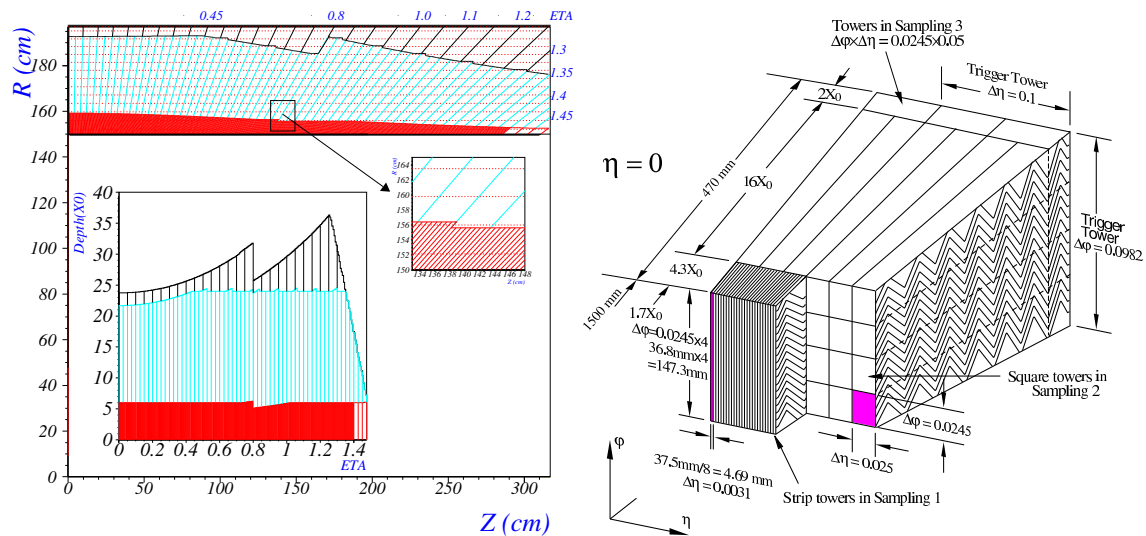 0.45
0.8
1.0
1.2
ETA
R (cm)
180
160
140
120
100
80
60
40
20
0
1.3
1.35
1.4
1.45
0
50
100
150
200
250
300
Z (cm)
Depth(X0)
40
35
30
25
20
15
10
5
0
0
0.2
0.4
0.6
0.8
1
1.2
1.4
ETA
R (cm)
164
162
160
158
156
154
152
150
134 136 138 140 142 144 146 148
Z (cm)
Towers in Sampling 3
Δφ×Δη = 0.0245×0.05
Trigger Tower
Δη = 0.1
2X0
η = 0
470 mm
16X0
4.3X0
1500 mm
1.7X0
Δφ=0.0245x4
36.8mmx4
=147.3mm
Trigger
Tower
Δφ = 0.0982
Square towers in
Sampling 2
Δφ = 0.0245
Δη = 0.025
37.5mm/8 = 4.69 mm
Δη = 0.0031
Strip towers in Sampling 1
φ
η